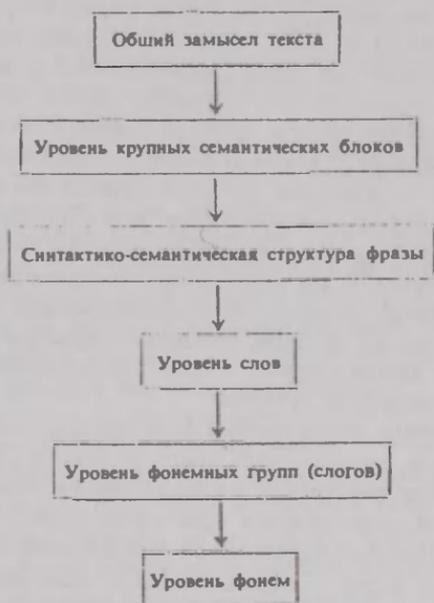 Общий замысел текста
Уровень крупных семантических блоков
Синтактико-семантическая структура фразы
Уровень слов
Уровень фонемных групп (слогов)
Уровень фонем